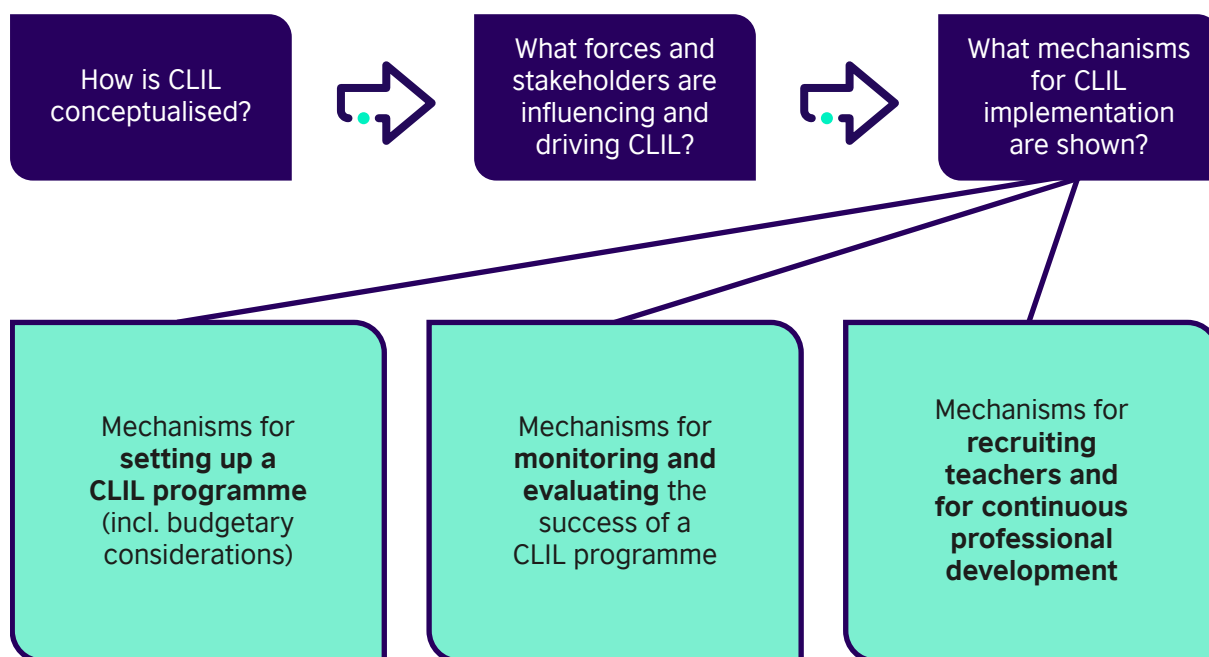 How is CLIL
conceptualised?
What forces and
stakeholders are
influencing and
driving CLIL?
What mechanisms
for CLIL
implementation
are shown?
Mechanisms for
setting up a
CLIL programme
(incl. budgetary
considerations)
Mechanisms for
monitoring and
evaluating the
success of a
CLIL programme
Mechanisms for
recruiting
teachers and
for continuous
professional
development